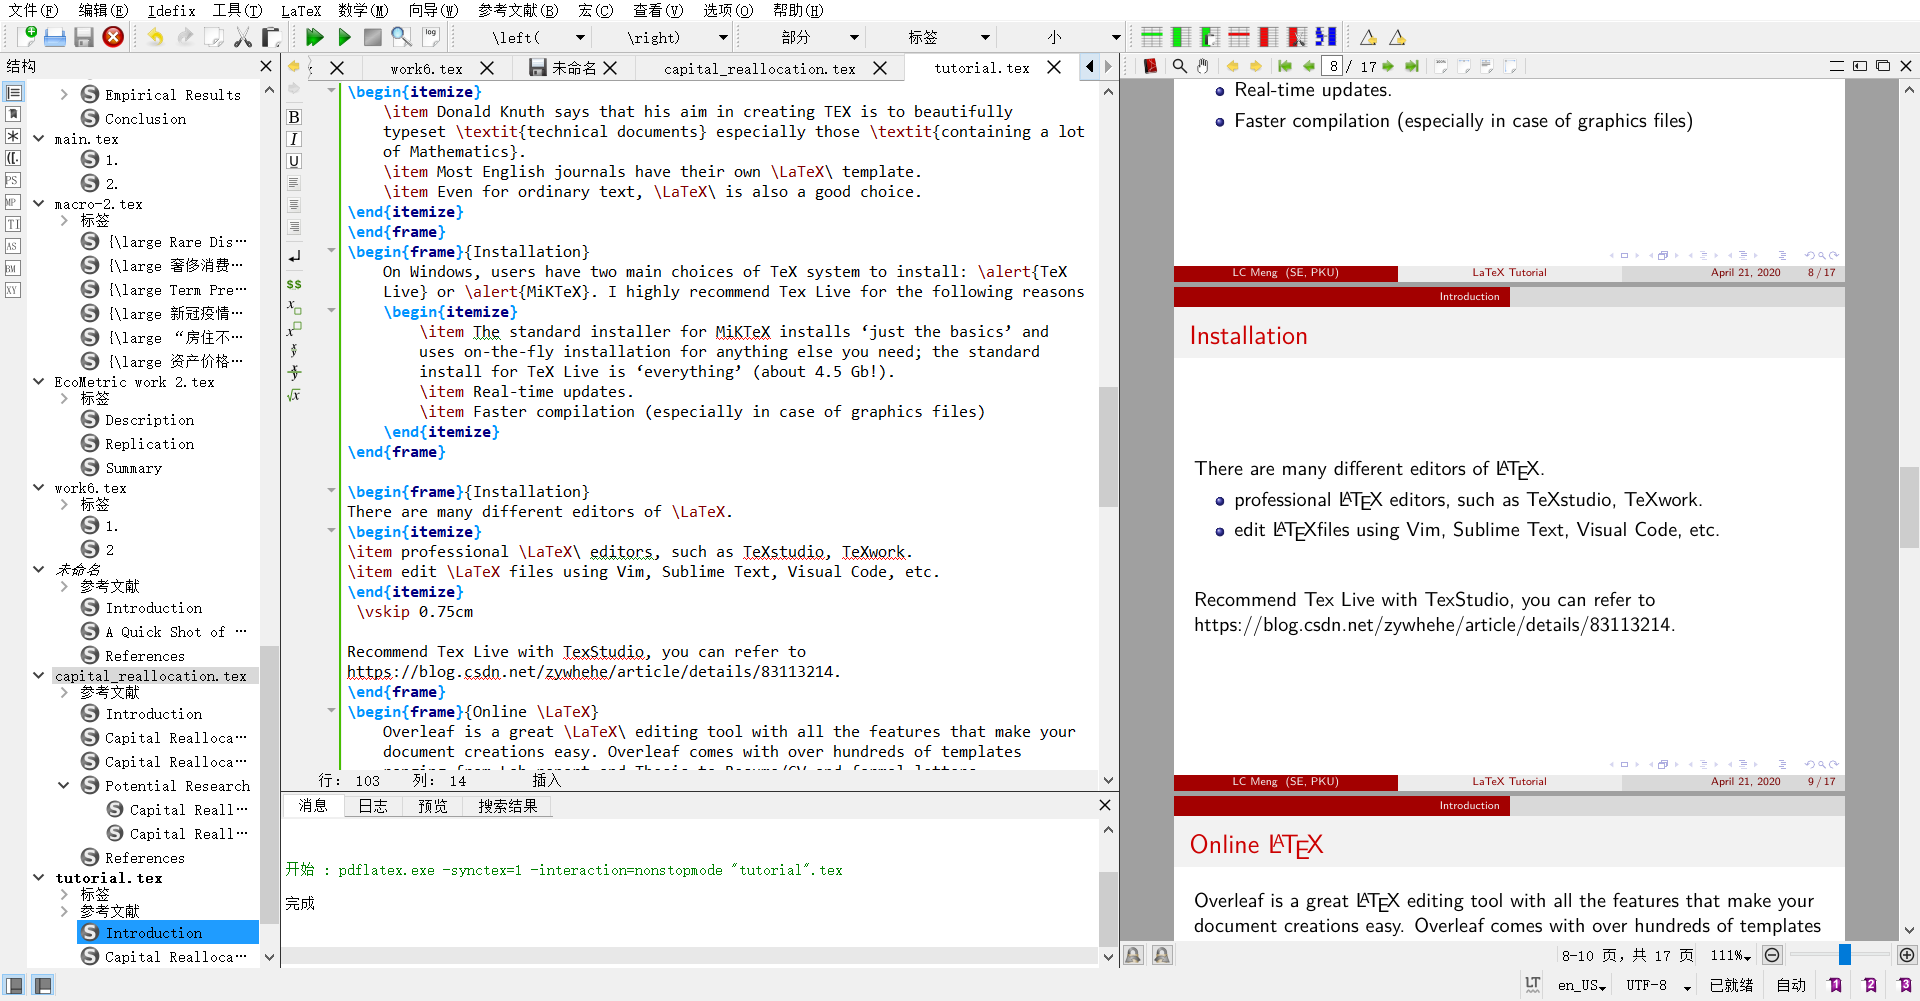 文件(F) 编辑(E) Idefix 工具(T) LaTeX 数学(M) 向导(W) 参考文献(B) 宏(C) 查看(V) 选项(O) 帮助(H)
\left( \right) 部分 标签 小
结构
Empirical Results
Conclusion
main.tex
1.
2.
macro-2.tex
标签
{\large Rare Dis…
{\large 奢侈消费…
{\large Term Pre…
{\large 新冠疫情…
{\large “房住不…
{\large 资产价格…
EcoMetric work 2.tex
标签
Description
Replication
Summary
work6.tex
标签
1.
2
未命名
参考文献
Introduction
A Quick Shot of …
References
capital_reallocation.tex
参考文献
Introduction
Capital Realloca…
Capital Realloca…
Potential Research
Capital Reall…
Capital Reall…
References
tutorial.tex
标签
参考文献
Introduction
Capital Realloca…
work6.tex 未命名 capital_reallocation.tex tutorial.tex
\begin{itemize}
\item Donald Knuth says that his aim in creating TEX is to beautifully
typeset \textit{technical documents} especially those \textit{containing a lot
of Mathematics}.
\item Most English journals have their own \LaTeX\ template.
\item Even for ordinary text, \LaTeX\ is also a good choice.
\end{itemize}
\end{frame}
\begin{frame}{Installation}
On Windows, users have two main choices of TeX system to install: \alert{TeX
Live} or \alert{MiKTeX}. I highly recommend Tex Live for the following reasons
\begin{itemize}
\item The standard installer for MiKTeX installs ‘just the basics’ and
uses on-the-fly installation for anything else you need; the standard
install for TeX Live is ‘everything’ (about 4.5 Gb!).
\item Real-time updates.
\item Faster compilation (especially in case of graphics files)
\end{itemize}
\end{frame}
\begin{frame}{Installation}
There are many different editors of \LaTeX.
\begin{itemize}
\item professional \LaTeX\ editors, such as TeXstudio, TeXwork.
\item edit \LaTeX files using Vim, Sublime Text, Visual Code, etc.
\end{itemize}
\vskip 0.75cm
Recommend Tex Live with TexStudio, you can refer to
https://blog.csdn.net/zywhehe/article/details/83113214.
\end{frame}
\begin{frame}{Online \LaTeX}
Overleaf is a great \LaTeX\ editing tool with all the features that make your
document creations easy. Overleaf comes with over hundreds of templates
行: 103 列: 14 插入
消息 日志 预览 搜索结果
开始 : pdflatex.exe -synctex=1 -interaction=nonstopmode "tutorial".tex
完成
8 / 17
Real-time updates.
Faster compilation (especially in case of graphics files)
LC Meng (SE, PKU) LaTeX Tutorial April 21, 2020 8 / 17
Introduction
Installation
There are many different editors of LATEX.
professional LATEX editors, such as TeXstudio, TeXwork.
edit LATEXfiles using Vim, Sublime Text, Visual Code, etc.
Recommend Tex Live with TexStudio, you can refer to
https://blog.csdn.net/zywhehe/article/details/83113214.
LC Meng (SE, PKU) LaTeX Tutorial April 21, 2020 9 / 17
Introduction
Online LATEX
Overleaf is a great LATEX editing tool with all the features that make your
document creations easy. Overleaf comes with over hundreds of templates
8-10 页，共 17 页 111%
LT en_US UTF-8 已就绪 自动 1 2 3